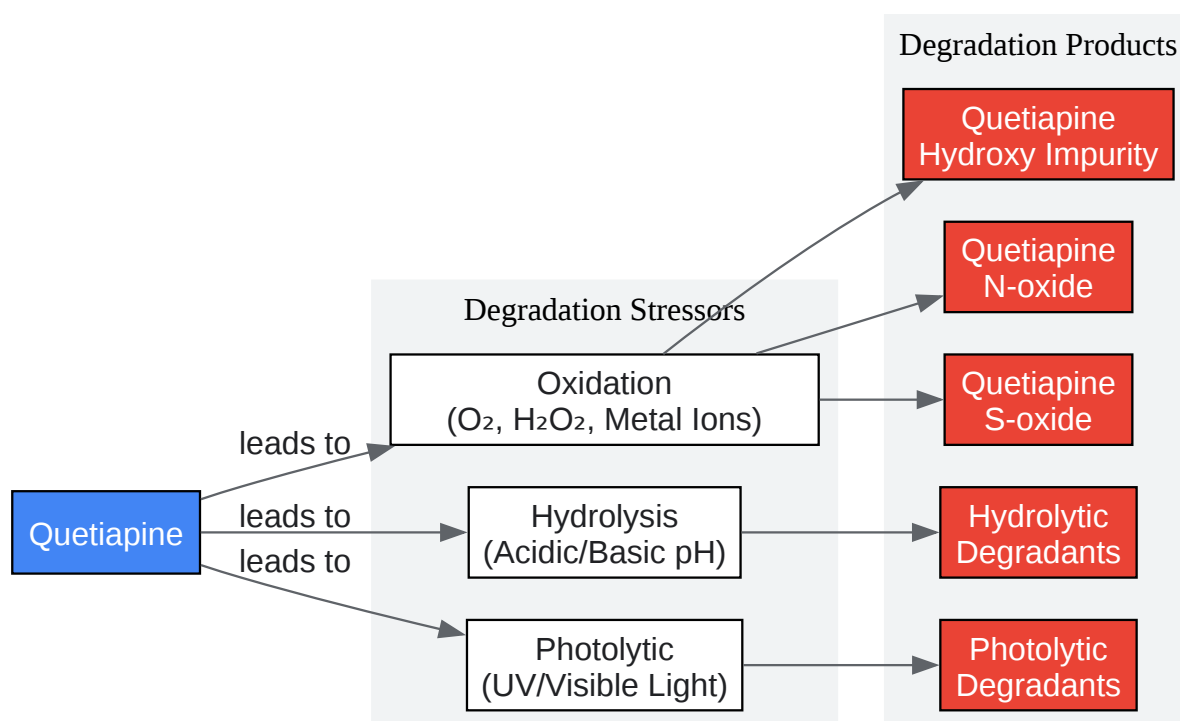 Degradation Products
Quetiapine
Hydroxy Impurity
Quetiapine
N-oxide
Degradation Stressors
Oxidation
(O₂, H₂O₂, Metal Ions)
Quetiapine
S-oxide
leads to
Quetiapine
leads to
Hydrolysis
(Acidic/Basic pH)
Hydrolytic
Degradants
leads to
Photolytic
(UV/Visible Light)
Photolytic
Degradants